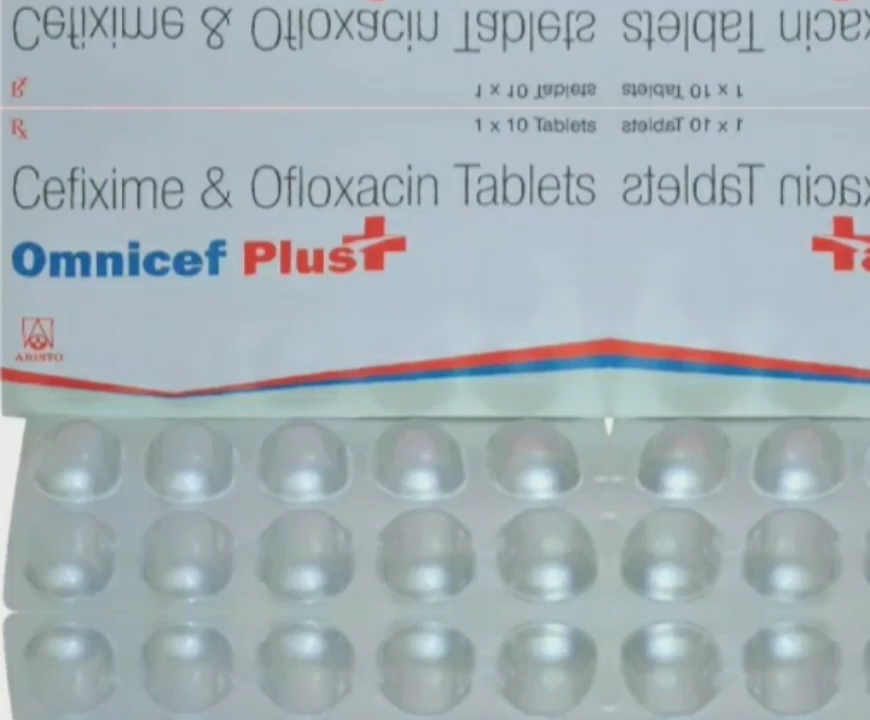 Cefixime & Ofloxacin Tablets
℞
1 x 10 Tablets
℞
1 x 10 Tablets
Cefixime & Ofloxacin Tablets
Omnicef Plus
ARISTO